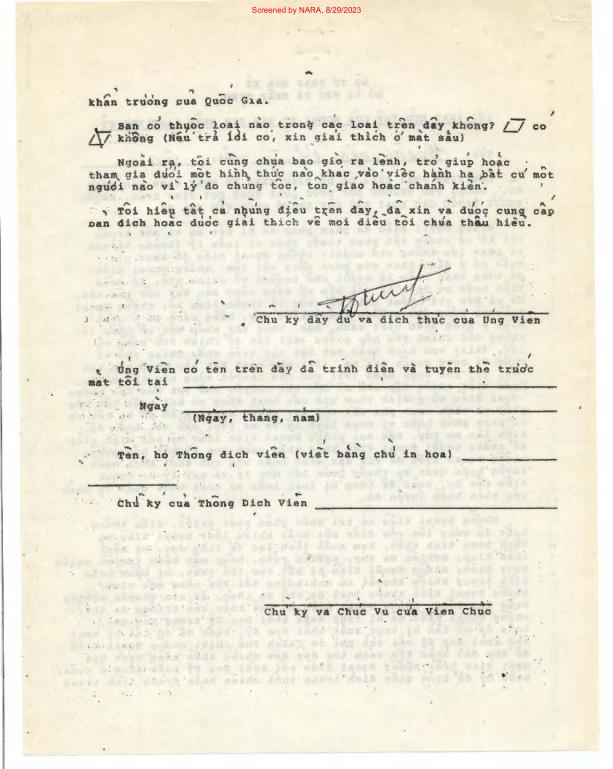 Screened by NARA, 8/29/2023
khẩn trương của Quốc Gia.
Bạn có thuộc loại nào trong các loại trên đây không? có
không (Nếu trả lời có, xin giải thích ở mặt sau)
Ngoài ra, tôi cũng chưa bao giờ ra lệnh, trợ giúp hoặc
tham gia dưới một hình thức nào khác vào việc hành hạ bất cứ một
người nào vì lý do chủng tộc, tôn giáo hoặc chánh kiến.
Tôi hiểu tất cả những điều trên đây, đã xin và được cung cấp
bản dịch hoặc được giải thích về mọi điều tôi chưa thấu hiểu.
Chữ ký đầy đủ và đích thực của Ứng Viên
Ứng Viên có tên trên đây đã trình diện và tuyên thệ trước
mặt tôi tại
Ngày
(Ngày, tháng, năm)
Tên, họ Thông dịch viên (viết bằng chữ in hoa)
Chữ ký của Thông Dịch Viên
Chữ ký và Chức Vụ của Viên Chức